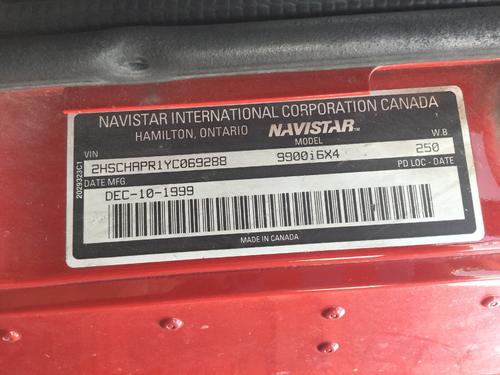 NAVISTAR INTERNATIONAL CORPORATION CANADA
HAMILTON, ONTARIO NAVISTAR
VIN MODEL W.B
2HSCHAPR1YC069288 9900i6X4 250
DATE MFG PD LOC - DATE
DEC-10-1999
MADE IN CANADA
2029323C1